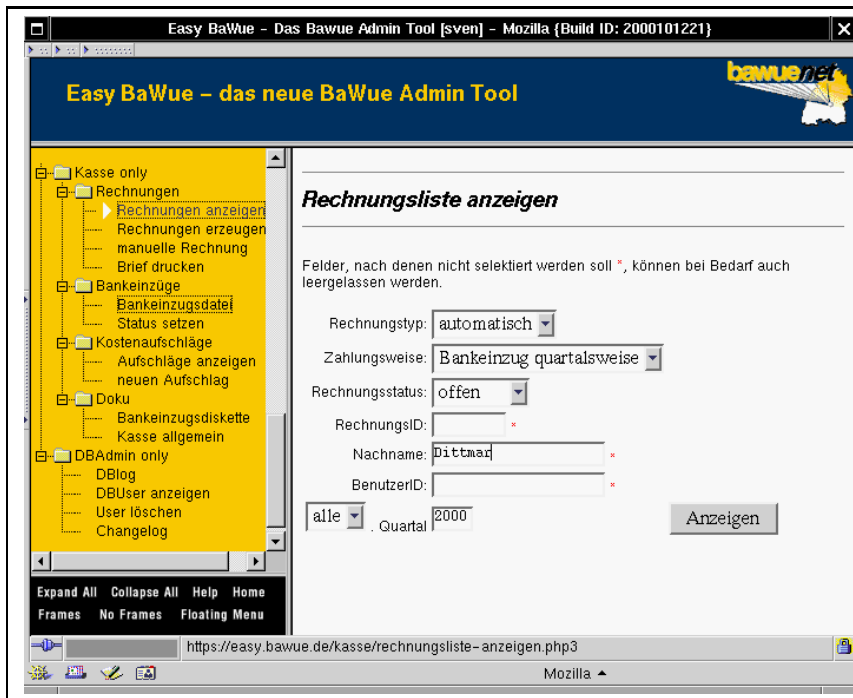 Easy BaWue - Das Bawue Admin Tool [sven] - Mozilla {Build ID: 2000101221}
bawuenet
Easy BaWue - das neue BaWue Admin Tool
Kasse only
Rechnungen
Rechnungen anzeigen
Rechnungen erzeugen
manuelle Rechnung
Brief drucken
Bankeinzüge
Bankeinzugsdatei
Status setzen
Kostenaufschläge
Aufschläge anzeigen
neuen Aufschlag
Doku
Bankeinzugsdiskette
Kasse allgemein
DBAdmin only
DBlog
DBUser anzeigen
User löschen
Changelog
Expand All Collapse All Help Home
Frames No Frames Floating Menu
Rechnungsliste anzeigen
Felder, nach denen nicht selektiert werden soll *, können bei Bedarf auch
leergelassen werden.
Rechnungstyp: automatisch
Zahlungsweise: Bankeinzug quartalsweise
Rechnungsstatus: offen
RechnungsID: *
Nachname: Dittmar *
BenutzerID: *
alle . Quartal 2000 Anzeigen
https://easy.bawue.de/kasse/rechnungsliste-anzeigen.php3
Mozilla